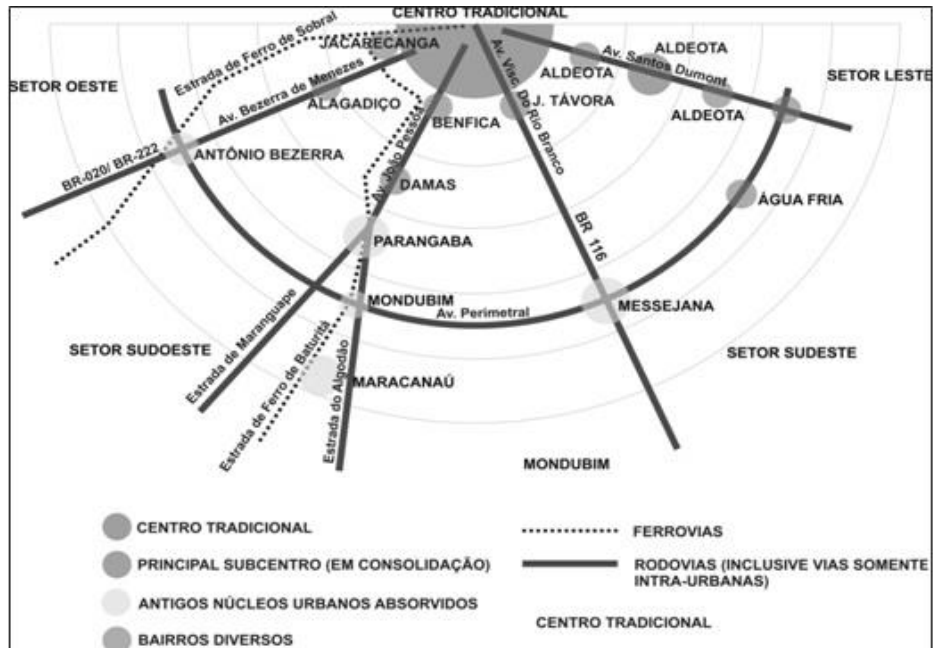 CENTRO TRADICIONAL
Estrada de Ferro de Sobral
JACARECANGA
Av. Santos Dumont
ALDEOTA
ALDEOTA
SETOR OESTE
SETOR LESTE
Av. Bezerra de Menezes
ALAGADIÇO
BENFICA
J. TÁVORA
ALDEOTA
Av. Visc. Do Rio Branco
Av. João Pessoa
BR-020/ BR-222
ANTÔNIO BEZERRA
DAMAS
ÁGUA FRIA
PARANGABA
BR 116
MONDUBIM
Av. Perimetral
MESSEJANA
SETOR SUDOESTE
Estrada de Maranguape
Estrada de Ferro de Baturitá
Estrada do Algodão
MARACANAÚ
SETOR SUDESTE
MONDUBIM
CENTRO TRADICIONAL
PRINCIPAL SUBCENTRO (EM CONSOLIDAÇÃO)
ANTIGOS NÚCLEOS URBANOS ABSORVIDOS
BAIRROS DIVERSOS
FERROVIAS
RODOVIAS (INCLUSIVE VIAS SOMENTE
INTRA-URBANAS)
CENTRO TRADICIONAL